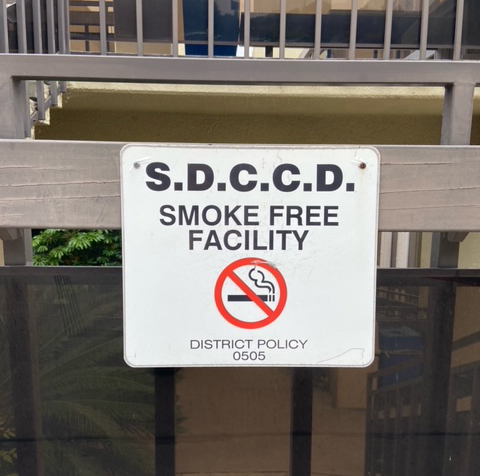 S.D.C.C.D.
SMOKE FREE
FACILITY
DISTRICT POLICY
0505